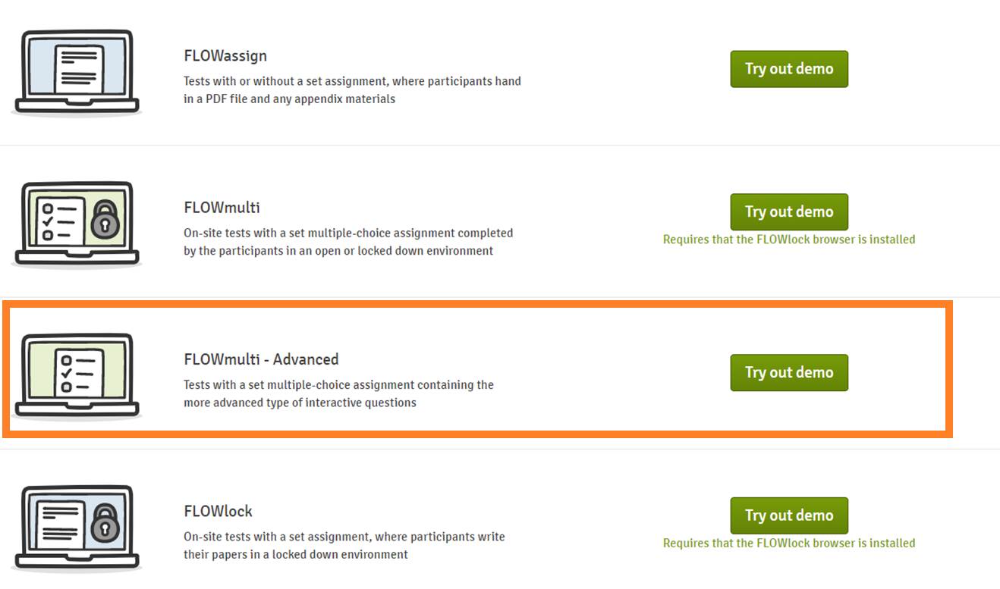 FLOWassign
Tests with or without a set assignment, where participants hand
in a PDF file and any appendix materials
Try out demo
FLOWmulti
On-site tests with a set multiple-choice assignment completed
by the participants in an open or locked down environment
Try out demo
Requires that the FLOWlock browser is installed
FLOWmulti - Advanced
Tests with a set multiple-choice assignment containing the
more advanced type of interactive questions
Try out demo
FLOWlock
On-site tests with a set assignment, where participants write
their papers in a locked down environment
Try out demo
Requires that the FLOWlock browser is installed